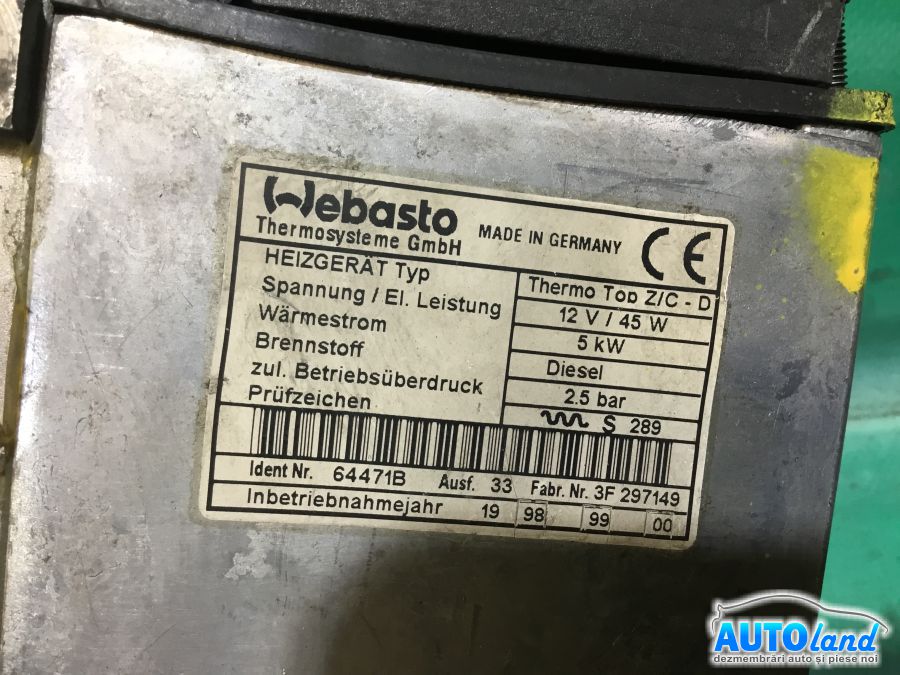 Webasto
Thermosysteme GmbH MADE IN GERMANY CE
HEIZGERÄT Typ Thermo Top Z/C - D
Spannung / El. Leistung 12 V / 45 W
Wärmestrom 5 kW
Brennstoff Diesel
zul. Betriebsüberdruck 2.5 bar
Prüfzeichen S 289
Ident Nr. 64471B Ausf. 33 Fabr. Nr. 3F 297149
Inbetriebnahmejahr 19 98 99 00
AUTOland
dezmembrări auto și piese noi